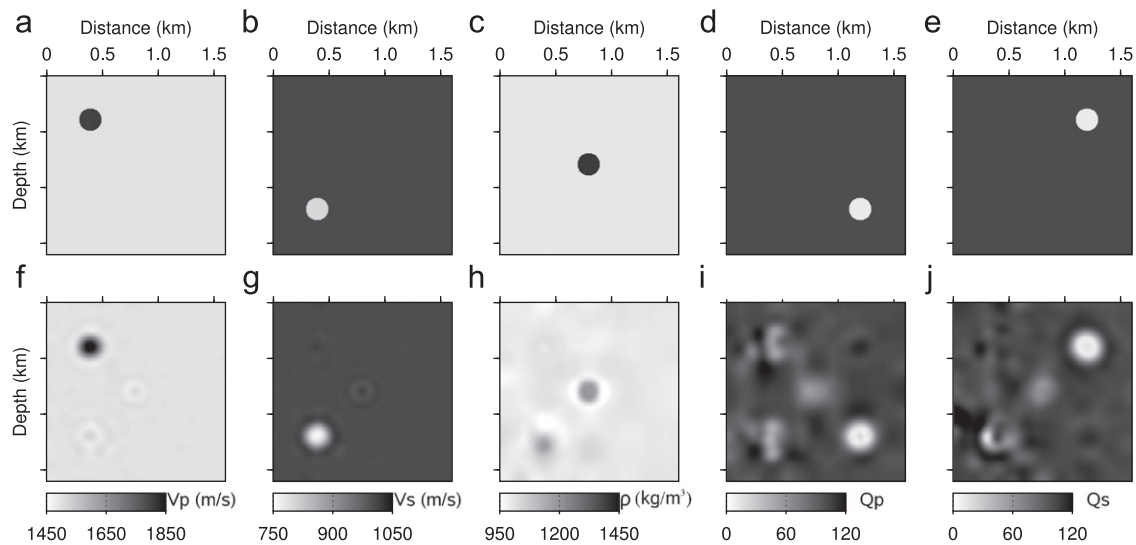 a b c d e
Distance (km) Distance (km) Distance (km) Distance (km) Distance (km)
0 0.5 1.0 1.5 0 0.5 1.0 1.5 0 0.5 1.0 1.5 0 0.5 1.0 1.5 0 0.5 1.0 1.5
Depth (km)
f g h i j
Depth (km)
Vp (m/s) Vs (m/s) ρ (kg/m³) Qp Qs
1450 1650 1850 750 900 1050 950 1200 1450 0 60 120 0 60 120